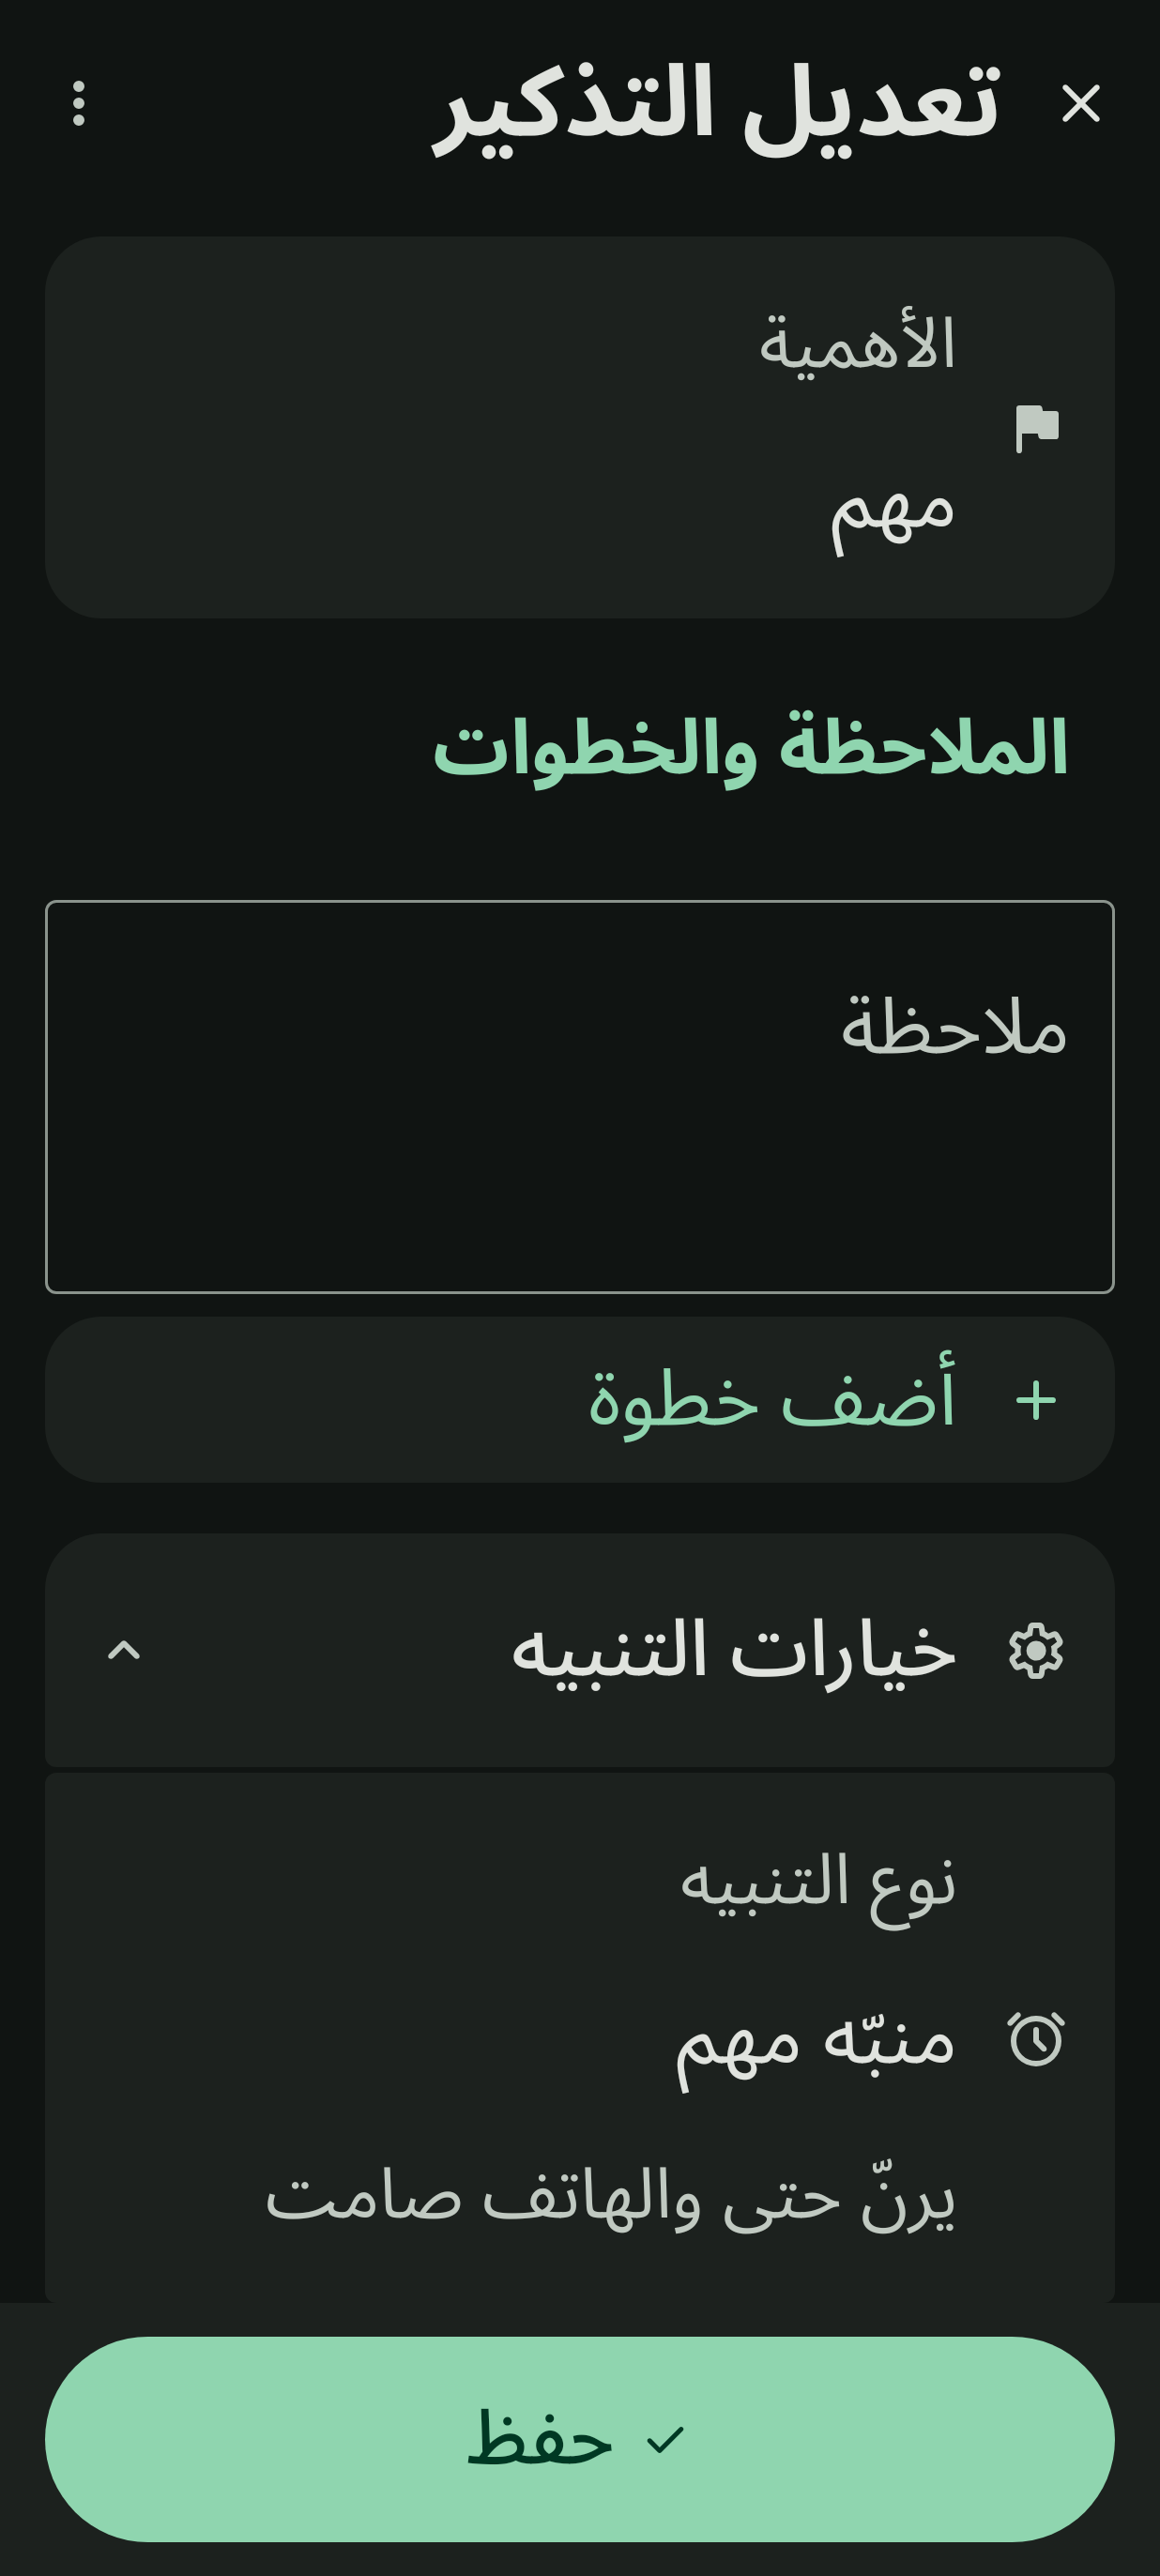 تعديل التذكير
الأهمية
مهم
الملاحظة والخطوات
ملاحظة
أضف خطوة
خيارات التنبيه
نوع التنبيه
منبّه مهم
يرنّ حتى والهاتف صامت
حفظ